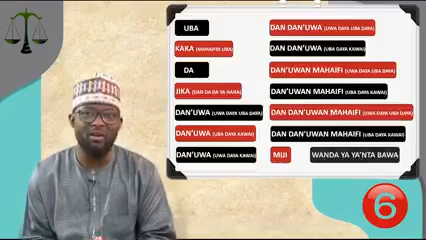 UBA
KAKA (MAHAIFIN UBA)
DA
JIKA (DAN DA DA YA HAIFA)
DAN'UWA (UWA DAYA UBA DAYA)
DAN'UWA (UBA DAYA KAWAI)
DAN'UWA (UWA DAYA KAWAI)
DAN DAN'UWA (UWA DAYA UBA DAYA)
DAN DAN'UWA (UBA DAYA KAWAI)
DAN'UWAN MAHAIFI (UWA DAYA UBA DAYA)
DAN'UWAN MAHAIFI (UBA DAYA KAWAI)
DAN DAN'UWAN MAHAIFI (UWA DAYA UBA DAYA)
DAN DAN'UWAN MAHAIFI (UBA DAYA KAWAI)
MIJI
WANDA YA YA'NTA BAWA
6